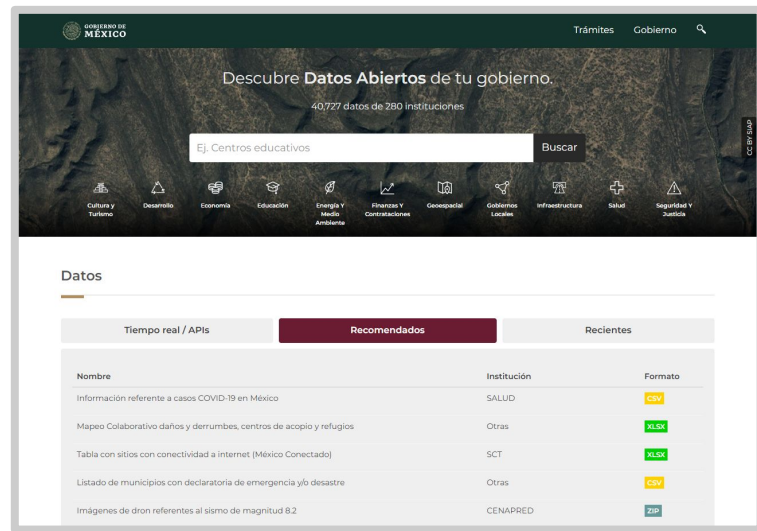 GOBIERNO DE
MÉXICO
Trámites Gobierno
Descubre Datos Abiertos de tu gobierno.
40,727 datos de 280 instituciones
Ej. Centros educativos Buscar
CC BY SIAP
Cultura y Turismo
Desarrollo
Economía
Educación
Energía Y Medio Ambiente
Finanzas Y Contrataciones
Geoespacial
Gobiernos Locales
Infraestructura
Salud
Seguridad Y Justicia
Datos
Tiempo real / APIs Recomendados Recientes
Nombre Institución Formato
Información referente a casos COVID-19 en México SALUD CSV
Mapeo Colaborativo daños y derrumbes, centros de acopio y refugios Otras XLSX
Tabla con sitios con conectividad a internet (México Conectado) SCT XLSX
Listado de municipios con declaratoria de emergencia y/o desastre Otras CSV
Imágenes de dron referentes al sismo de magnitud 8.2 CENAPRED ZIP